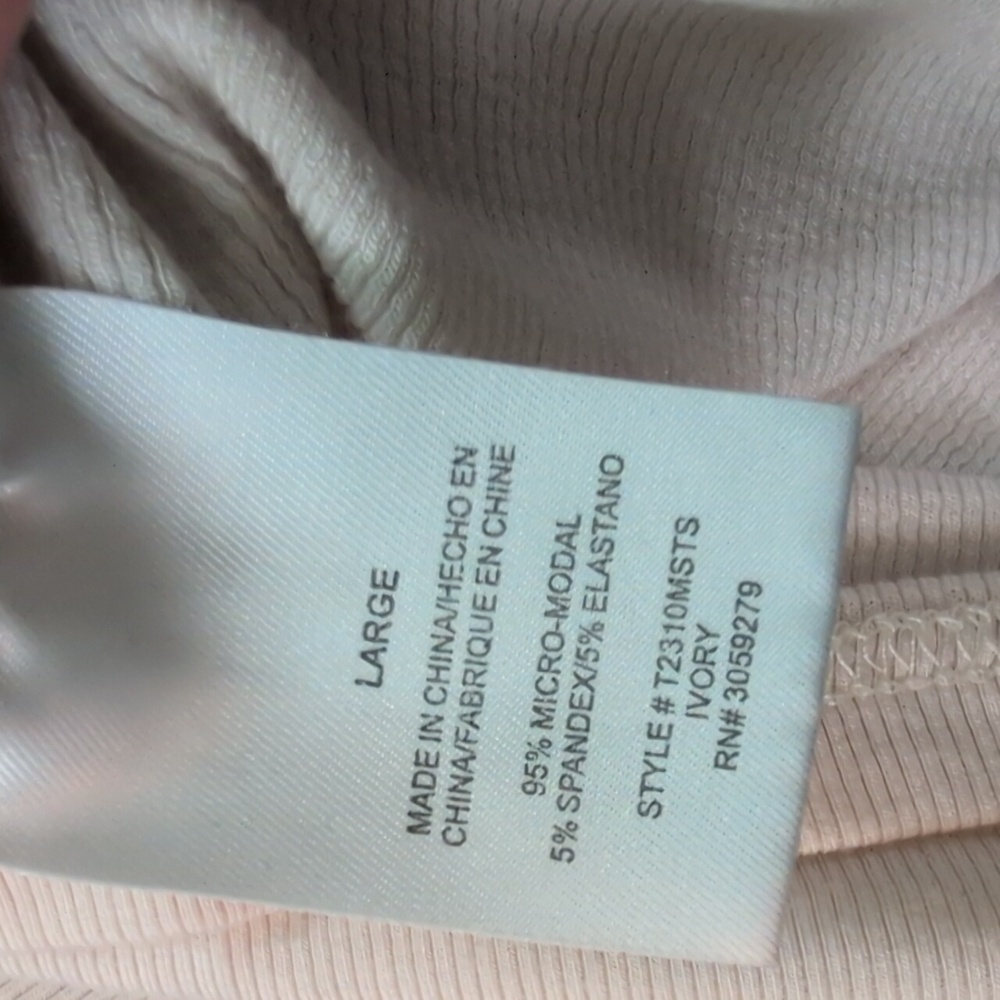 LARGE
MADE IN CHINA/HECHO EN
CHINA/FABRIQUE EN CHINE
95% MICRO-MODAL
5% SPANDEX/5% ELASTANO
STYLE # T2310MSTS
IVORY
RN# 3059279